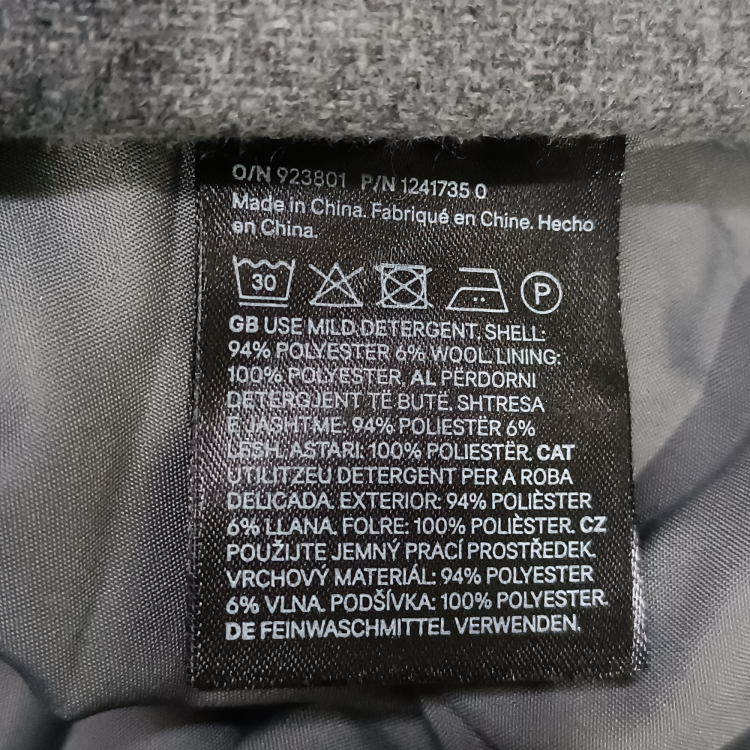 O/N 923801 P/N 1241735 0
Made in China. Fabriqué en Chine. Hecho
en China.
30 P
GB USE MILD DETERGENT. SHELL:
94% POLYESTER 6% WOOL. LINING:
100% POLYESTER. AL PËRDORNI
DETERGJENT TË BUTË. SHTRESA
E JASHTME: 94% POLIESTËR 6%
LESH. ASTARI: 100% POLIESTËR. CAT
UTILITZEU DETERGENT PER A ROBA
DELICADA. EXTERIOR: 94% POLIÈSTER
6% LLANA. FOLRE: 100% POLIÈSTER. CZ
POUŽIJTE JEMNÝ PRACÍ PROSTŘEDEK.
VRCHOVÝ MATERIÁL: 94% POLYESTER
6% VLNA. PODŠÍVKA: 100% POLYESTER.
DE FEINWASCHMITTEL VERWENDEN.